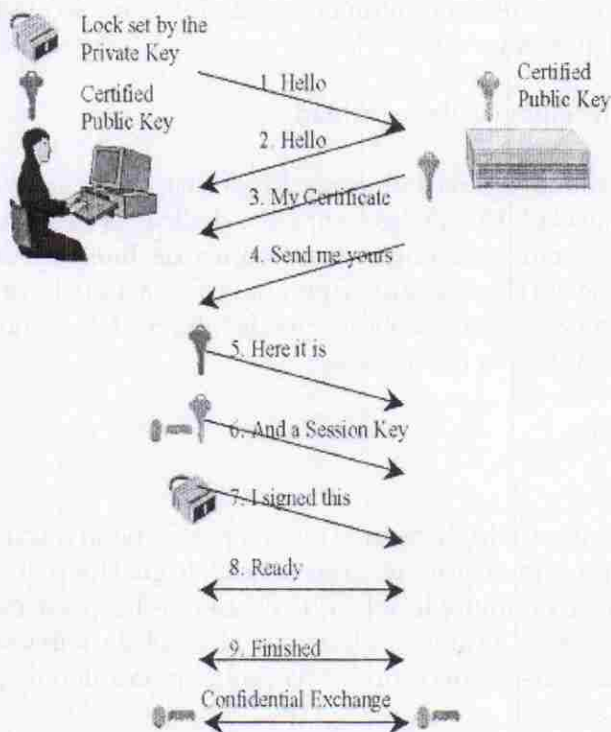 Lock set by the
Private Key
Certified
Public Key
Certified
Public Key
1. Hello
2. Hello
3. My Certificate
4. Send me yours
5. Here it is
6. And a Session Key
7. I signed this
8. Ready
9. Finished
Confidential Exchange